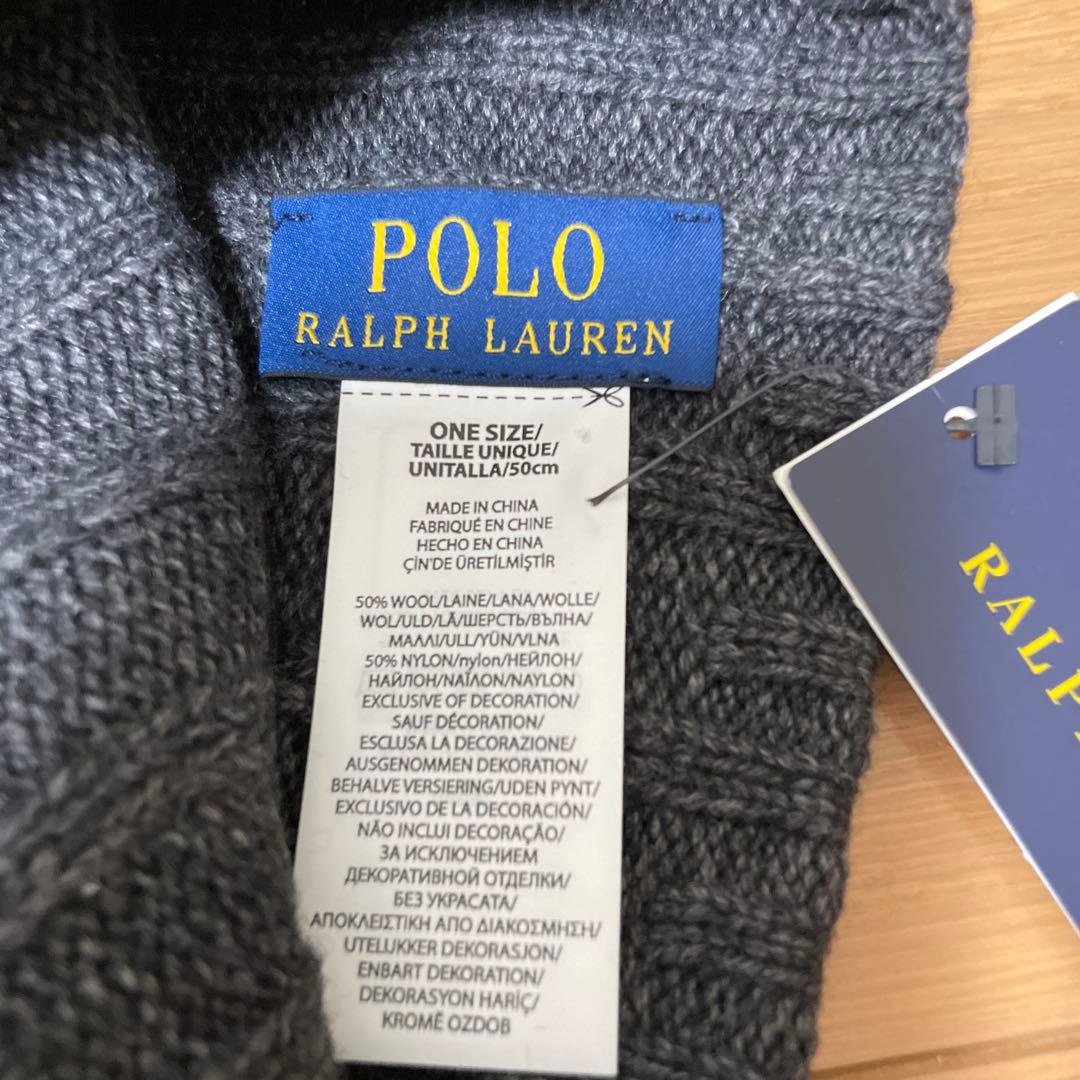 POLO
RALPH LAUREN
ONE SIZE/
TAILLE UNIQUE/
UNITALLA/50cm
MADE IN CHINA
FABRIQUÉ EN CHINE
HECHO EN CHINA
ÇİN'DE ÜRETİLMİŞTİR
50% WOOL/LAINE/LANA/WOLLE/
WOL/ULD/LÃ/ШЕРСТЬ/ВЪЛНА/
ΜΑΛΛΙ/ULL/YÜN/VLNA
50% NYLON/nylon/НЕЙЛОН/
НАЙЛОН/ΝΑΪΛΟΝ/NAYLON
EXCLUSIVE OF DECORATION/
SAUF DÉCORATION/
ESCLUSA LA DECORAZIONE/
AUSGENOMMEN DEKORATION/
BEHALVE VERSIERING/UDEN PYNT/
EXCLUSIVO DE LA DECORACIÓN/
NÃO INCLUI DECORAÇÃO/
ЗА ИСКЛЮЧЕНИЕМ
ДЕКОРАТИВНОЙ ОТДЕЛКИ/
БЕЗ УКРАСАТА/
ΑΠΟΚΛΕΙΣΤΙΚΗ ΑΠΟ ΔΙΑΚΟΣΜΗΣΗ/
UTELUKKER DEKORASJON/
ENBART DEKORATION/
DEKORASYON HARİÇ/
KROMĚ OZDOB
RALP